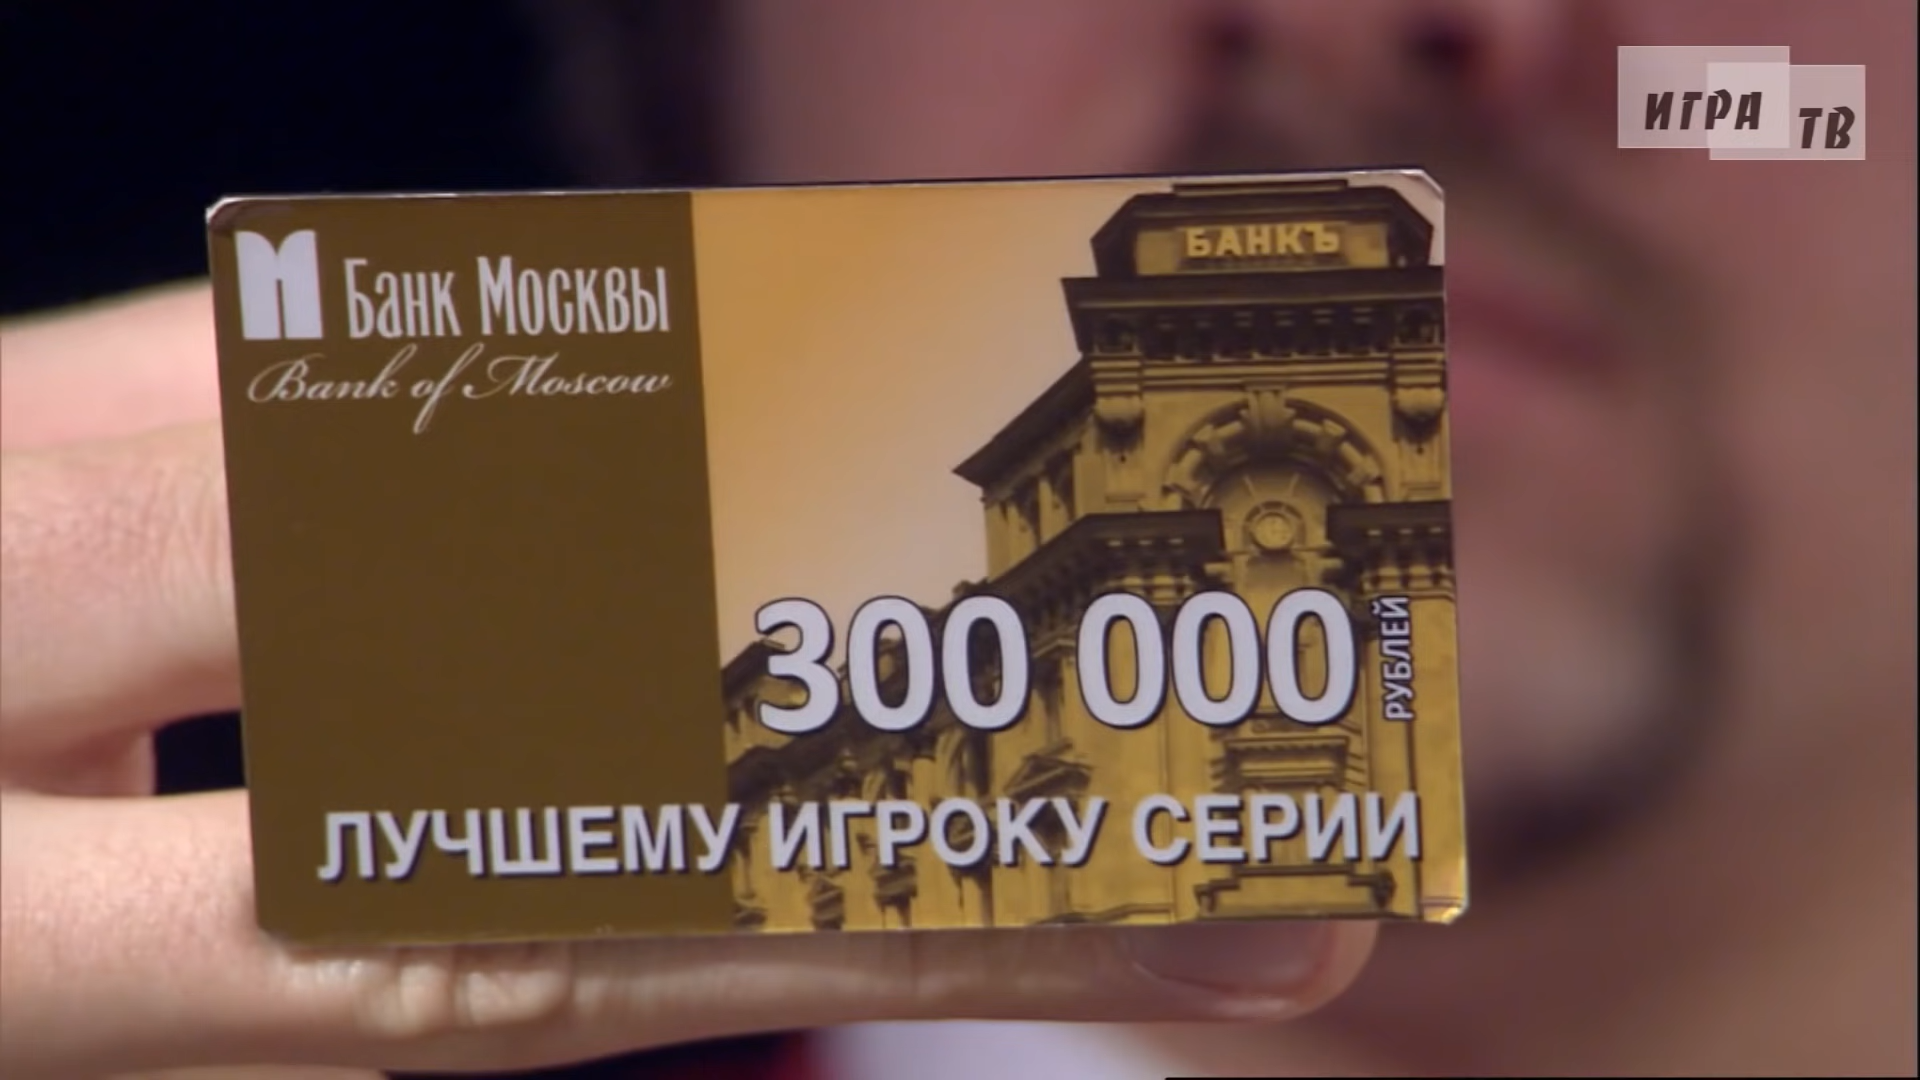 ИГРА
ТВ
Банк Москвы
Bank of Moscow
БАНКЪ
300 000
РУБЛЕЙ
ЛУЧШЕМУ ИГРОКУ СЕРИИ